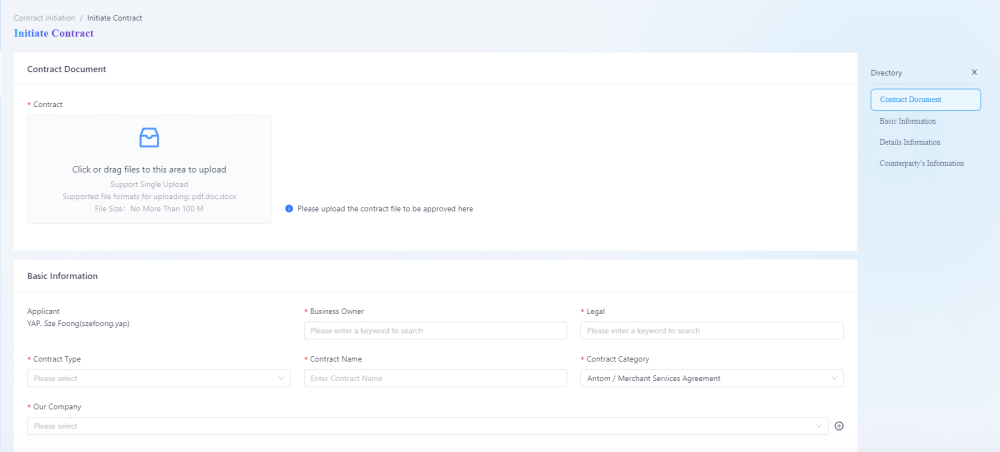 Contract initiation / Initiate Contract
Initiate Contract
Contract Document
* Contract
Click or drag files to this area to upload
Support Single Upload
Supported file formats for uploading: pdf,doc,docx
File Size: No More Than 100 M
Please upload the contract file to be approved here
Directory X
Contract Document
Basic Information
Details Information
Counterparty's Information
Basic Information
Applicant
YAP, Sze Foong(szefoong.yap)
* Business Owner
Please enter a keyword to search
* Legal
Please enter a keyword to search
* Contract Type
Please select
* Contract Name
Enter Contract Name
* Contract Category
Antom / Merchant Services Agreement
* Our Company
Please select